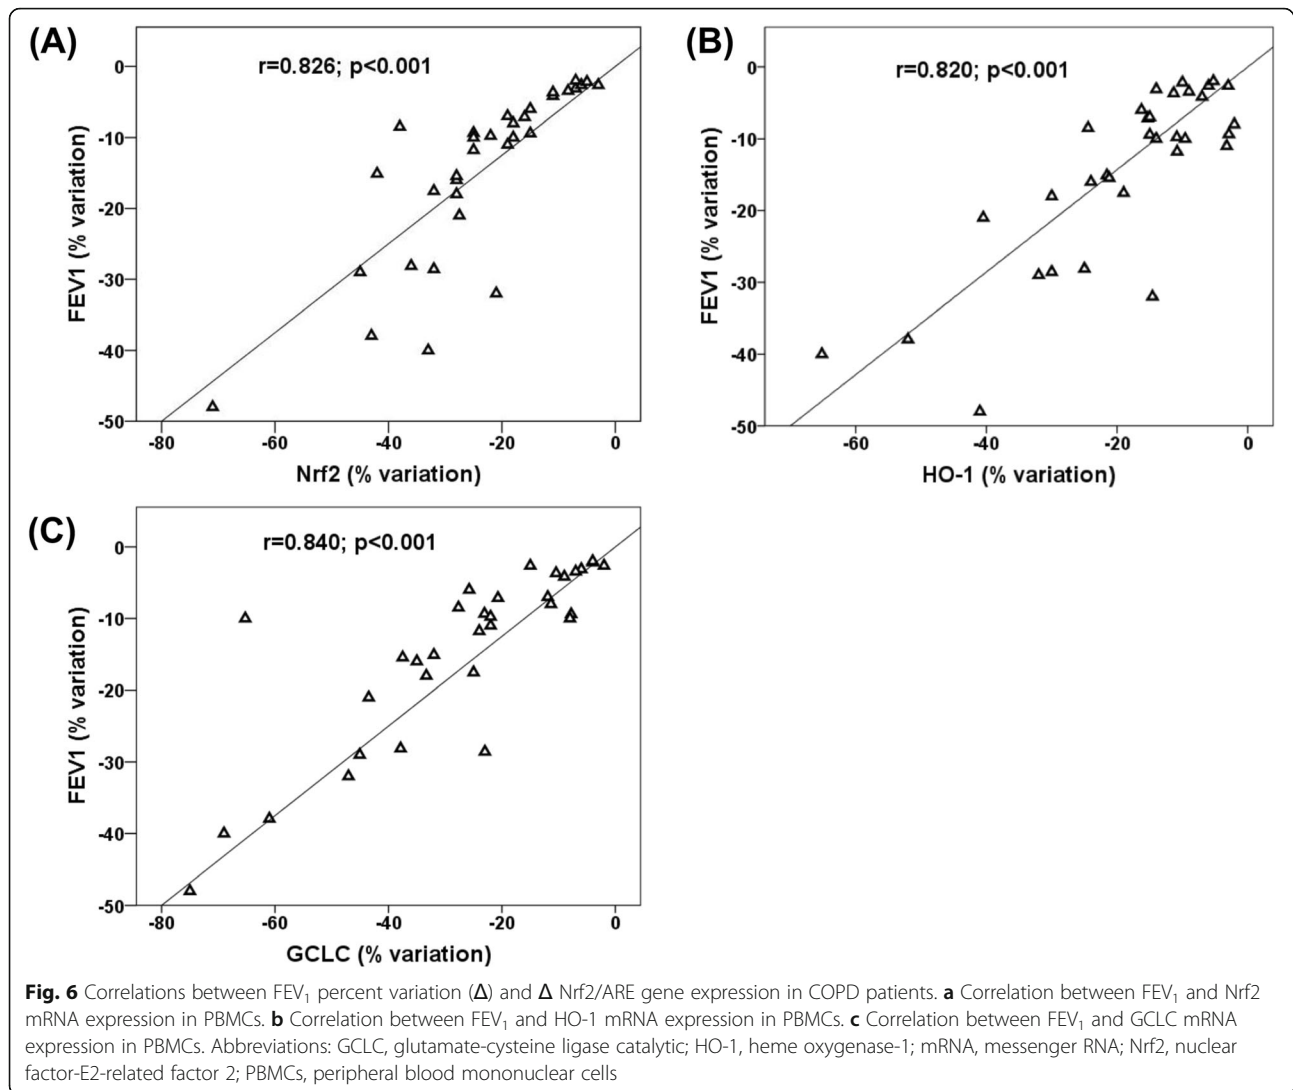 (A)
r=0.826; p<0.001
FEV1 (% variation)
0
-10
-20
-30
-40
-50
-80 -60 -40 -20 0
Nrf2 (% variation)
(B)
r=0.820; p<0.001
FEV1 (% variation)
0
-10
-20
-30
-40
-50
-60 -40 -20 0
HO-1 (% variation)
(C)
r=0.840; p<0.001
FEV1 (% variation)
0
-10
-20
-30
-40
-50
-80 -60 -40 -20 0
GCLC (% variation)
Fig. 6 Correlations between FEV₁ percent variation (Δ) and Δ Nrf2/ARE gene expression in COPD patients. a Correlation between FEV₁ and Nrf2
mRNA expression in PBMCs. b Correlation between FEV₁ and HO-1 mRNA expression in PBMCs. c Correlation between FEV₁ and GCLC mRNA
expression in PBMCs. Abbreviations: GCLC, glutamate-cysteine ligase catalytic; HO-1, heme oxygenase-1; mRNA, messenger RNA; Nrf2, nuclear
factor-E2-related factor 2; PBMCs, peripheral blood mononuclear cells